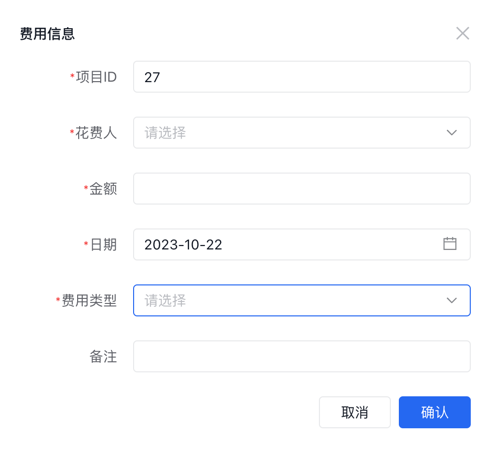 费用信息
*项目ID 27
*花费人 请选择
*金额
*日期 2023-10-22
*费用类型 请选择
备注
取消 确认